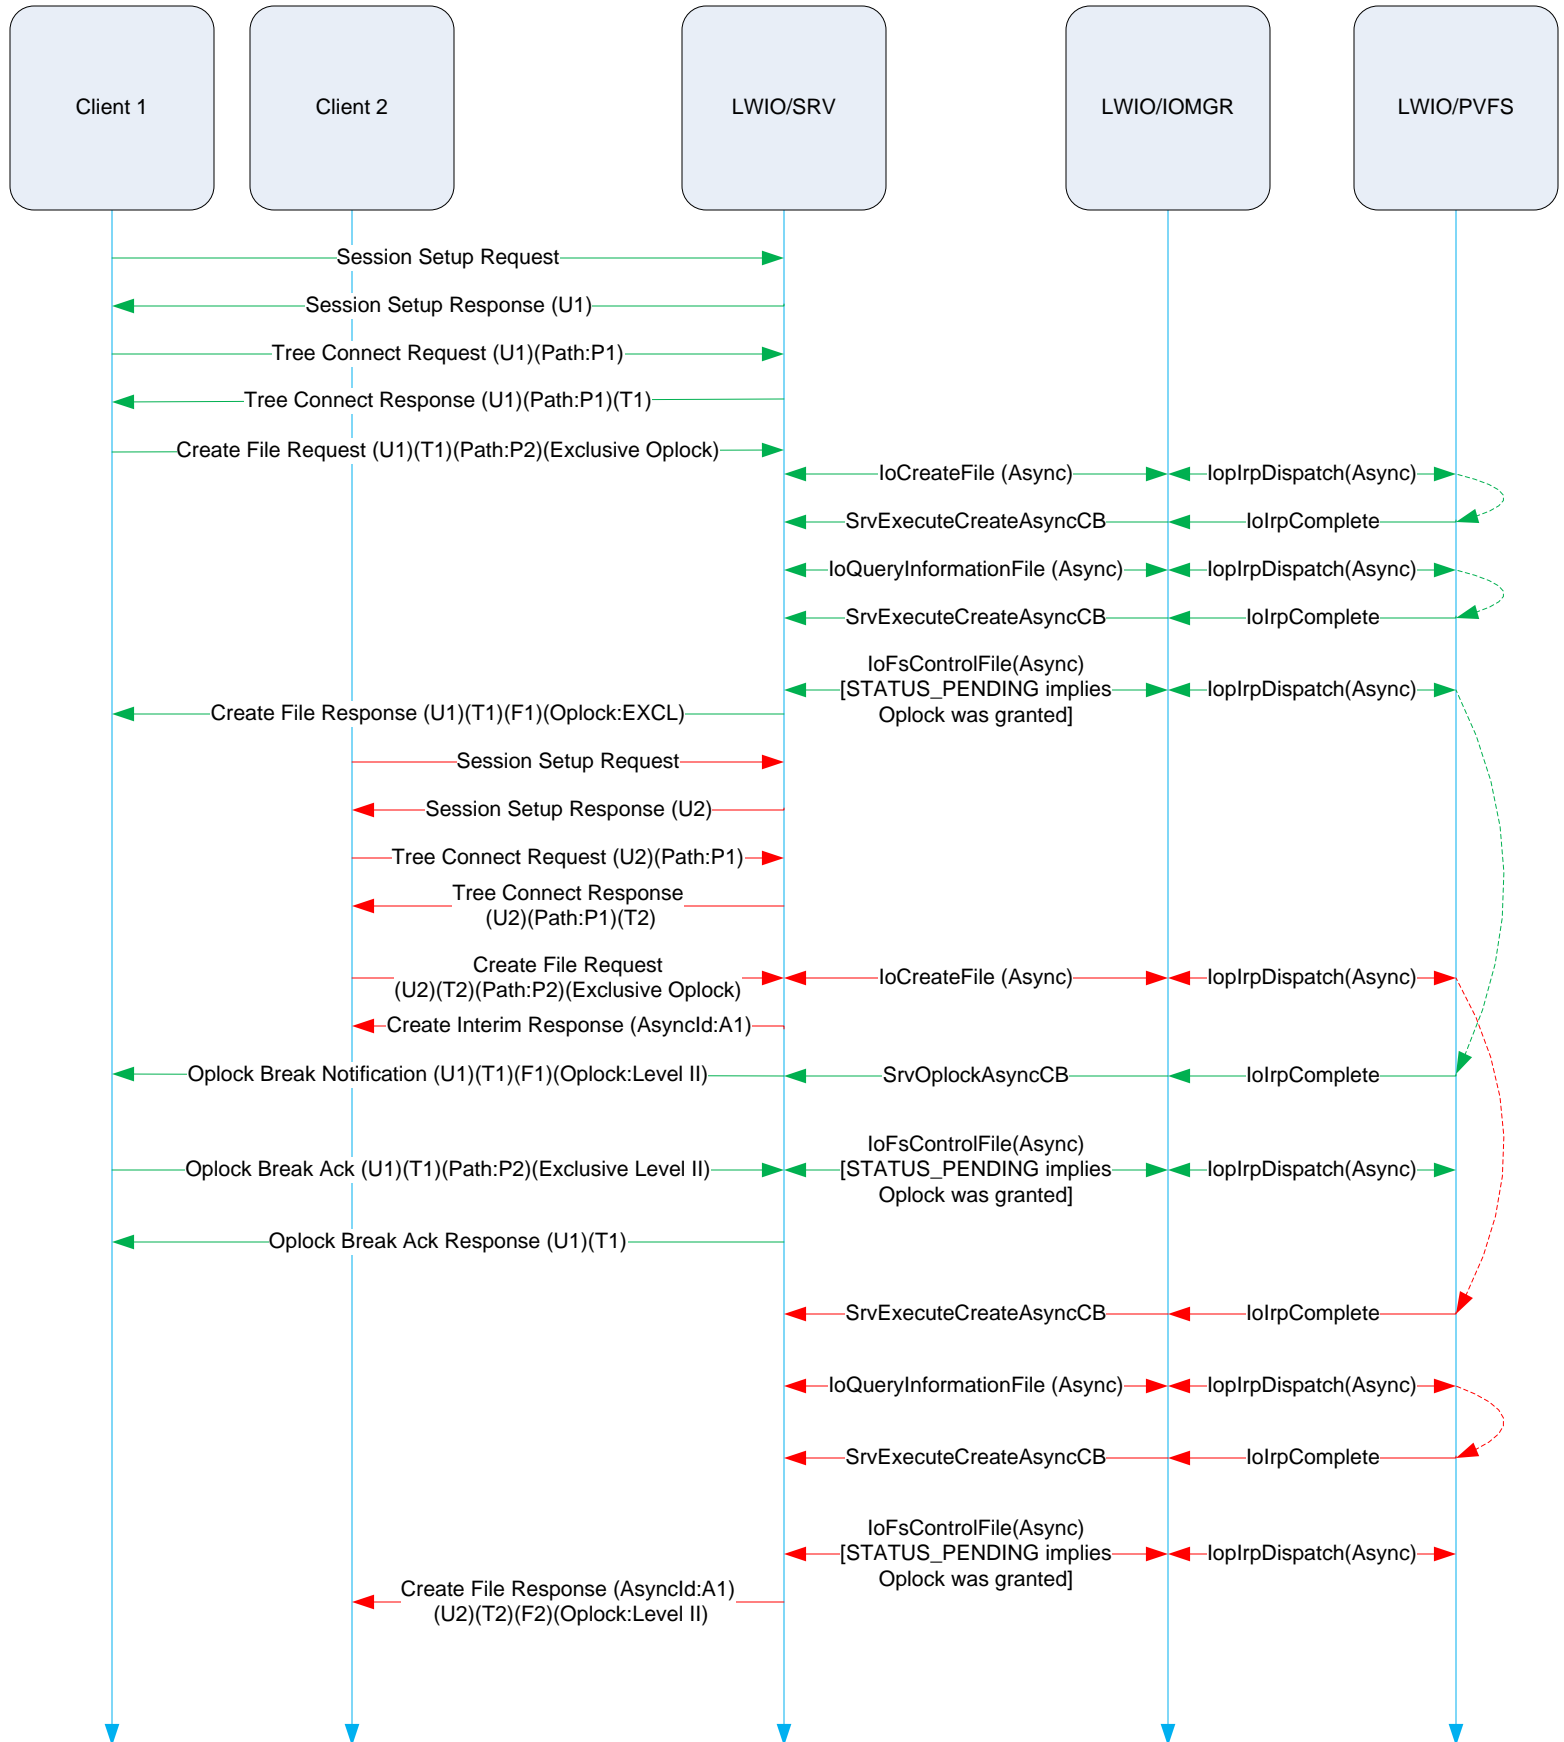 Client 1
Client 2
LWIO/SRV
LWIO/IOMGR
LWIO/PVFS
Session Setup Request
Session Setup Response (U1)
Tree Connect Request (U1)(Path:P1)
Tree Connect Response (U1)(Path:P1)(T1)
Create File Request (U1)(T1)(Path:P2)(Exclusive Oplock)
IoCreateFile (Async)
IopIrpDispatch(Async)
SrvExecuteCreateAsyncCB
IoIrpComplete
IoQueryInformationFile (Async)
IopIrpDispatch(Async)
SrvExecuteCreateAsyncCB
IoIrpComplete
IoFsControlFile(Async)
[STATUS_PENDING implies
Oplock was granted]
IopIrpDispatch(Async)
Create File Response (U1)(T1)(F1)(Oplock:EXCL)
Session Setup Request
Session Setup Response (U2)
Tree Connect Request (U2)(Path:P1)
Tree Connect Response
(U2)(Path:P1)(T2)
Create File Request
(U2)(T2)(Path:P2)(Exclusive Oplock)
IoCreateFile (Async)
IopIrpDispatch(Async)
Create Interim Response (AsyncId:A1)
Oplock Break Notification (U1)(T1)(F1)(Oplock:Level II)
SrvOplockAsyncCB
IoIrpComplete
Oplock Break Ack (U1)(T1)(Path:P2)(Exclusive Level II)
IoFsControlFile(Async)
[STATUS_PENDING implies
Oplock was granted]
IopIrpDispatch(Async)
Oplock Break Ack Response (U1)(T1)
SrvExecuteCreateAsyncCB
IoIrpComplete
IoQueryInformationFile (Async)
IopIrpDispatch(Async)
SrvExecuteCreateAsyncCB
IoIrpComplete
IoFsControlFile(Async)
[STATUS_PENDING implies
Oplock was granted]
IopIrpDispatch(Async)
Create File Response (AsyncId:A1)
(U2)(T2)(F2)(Oplock:Level II)